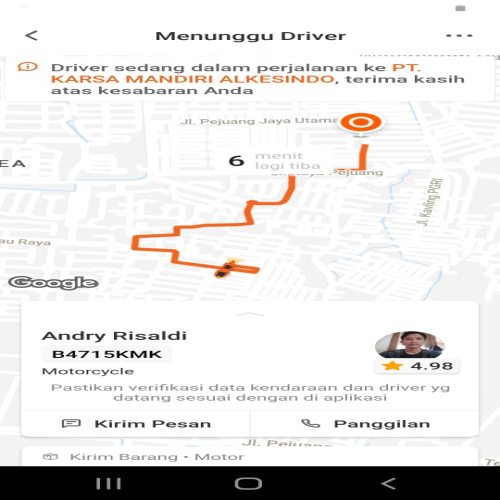 Menunggu Driver
Driver sedang dalam perjalanan ke PT.
KARSA MANDIRI ALKESINDO, terima kasih
atas kesabaran Anda
Jl. Pejuang Jaya Utama
EA
6 menit
lagi tiba
Pejuang
Jl. Kavling PGRI
au Raya
Google
Andry Risaldi
B4715KMK
4.98
Motorcycle
Pastikan verifikasi data kendaraan dan driver yg
datang sesuai dengan di aplikasi
Kirim Pesan
Panggilan
Jl. Pejuang
Kirim Barang • Motor
Te